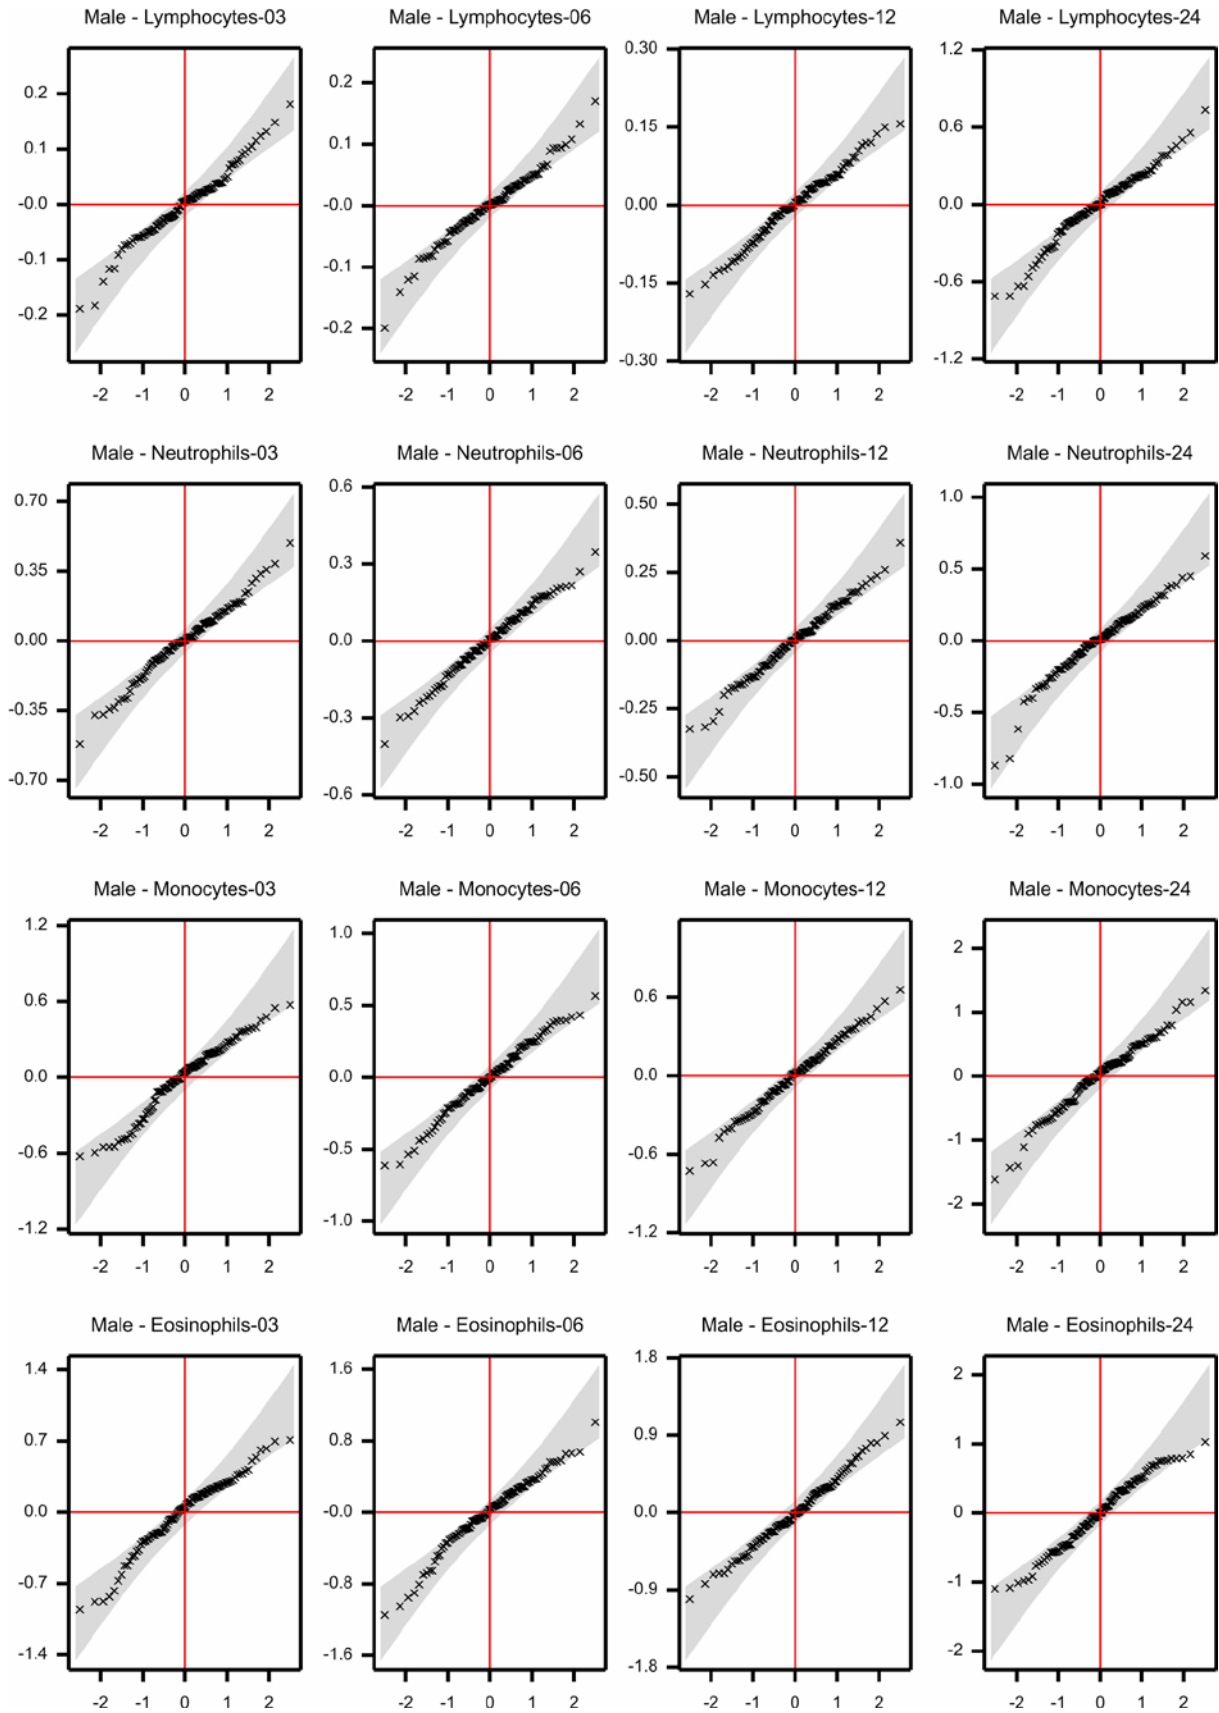 Male - Lymphocytes-03 Male - Lymphocytes-06 Male - Lymphocytes-12 Male - Lymphocytes-24
0.2 0.2 0.30 1.2
0.1 0.1 0.15 0.6
-0.0 -0.0 0.00 0.0
-0.1 -0.1 -0.15 -0.6
-0.2 -0.2 -0.30 -1.2
-2 -1 0 1 2 -2 -1 0 1 2 -2 -1 0 1 2 -2 -1 0 1 2
Male - Neutrophils-03 Male - Neutrophils-06 Male - Neutrophils-12 Male - Neutrophils-24
0.70 0.6 0.50 1.0
0.35 0.3 0.25 0.5
0.00 0.0 0.00 0.0
-0.35 -0.3 -0.25 -0.5
-0.70 -0.6 -0.50 -1.0
-2 -1 0 1 2 -2 -1 0 1 2 -2 -1 0 1 2 -2 -1 0 1 2
Male - Monocytes-03 Male - Monocytes-06 Male - Monocytes-12 Male - Monocytes-24
1.2 1.0 2
0.6 0.5 0.6 1
0.0 0.0 0.0 0
-0.6 -0.5 -0.6 -1
-1.2 -1.0 -1.2 -2
-2 -1 0 1 2 -2 -1 0 1 2 -2 -1 0 1 2 -2 -1 0 1 2
Male - Eosinophils-03 Male - Eosinophils-06 Male - Eosinophils-12 Male - Eosinophils-24
1.4 1.6 1.8 2
0.7 0.8 0.9 1
0.0 -0.0 0.0 0
-0.7 -0.8 -0.9 -1
-1.4 -1.6 -1.8 -2
-2 -1 0 1 2 -2 -1 0 1 2 -2 -1 0 1 2 -2 -1 0 1 2